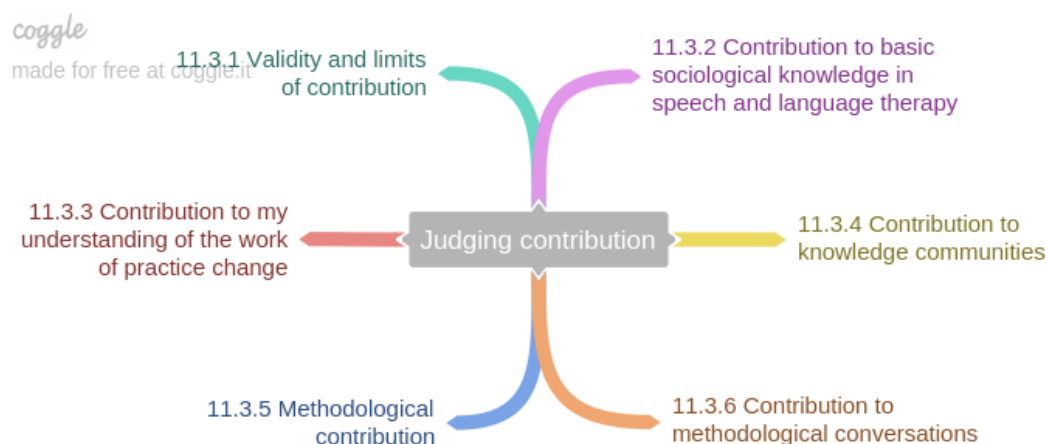 coggle
made for free at coggle.it
11.3.1 Validity and limits
of contribution
11.3.2 Contribution to basic
sociological knowledge in
speech and language therapy
11.3.3 Contribution to my
understanding of the work
of practice change
Judging contribution
11.3.4 Contribution to
knowledge communities
11.3.5 Methodological
contribution
11.3.6 Contribution to
methodological conversations